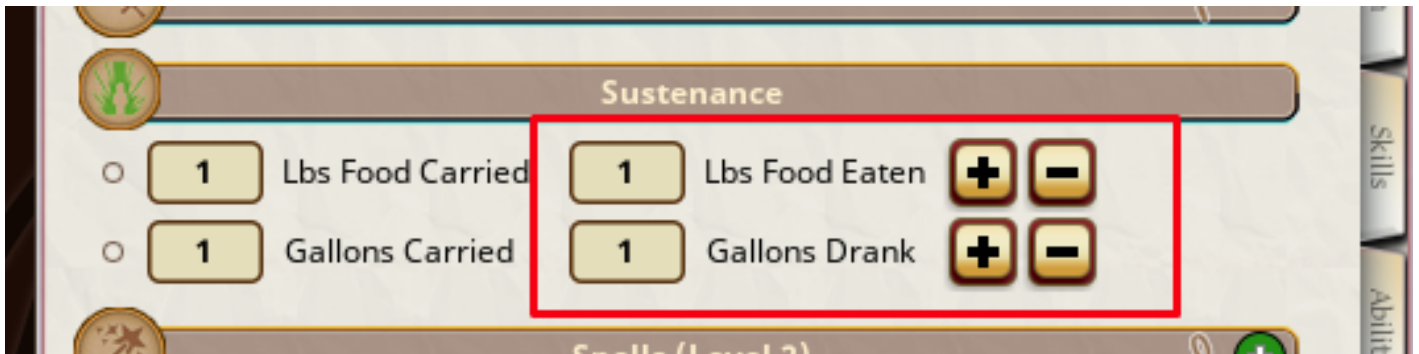 Sustenance
1 Lbs Food Carried 1 Lbs Food Eaten + −
1 Gallons Carried 1 Gallons Drank + −
Skills